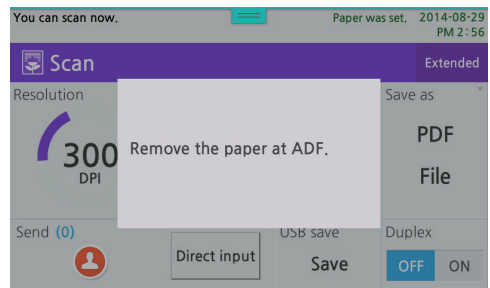 You can scan now.
Paper was set.
2014-08-29
PM 2:56
Scan
Extended
Resolution
300
DPI
Remove the paper at ADF.
Save as
PDF
File
Send (0)
Direct input
USB save
Save
Duplex
OFF ON